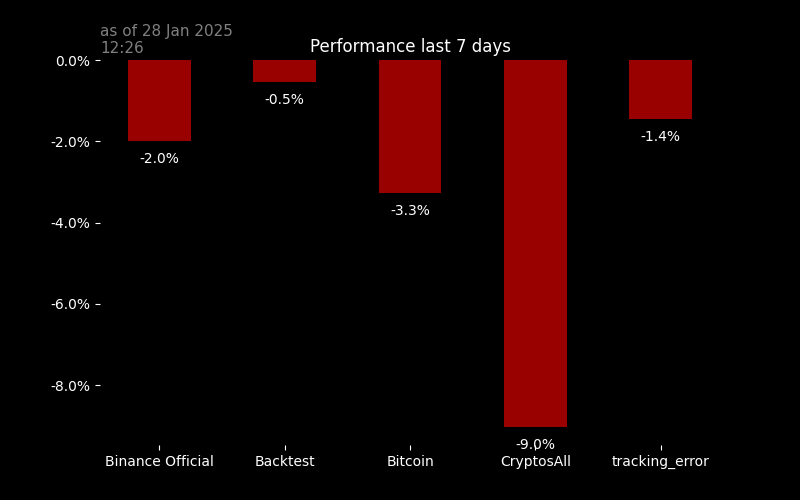 as of 28 Jan 2025
12:26
Performance last 7 days
0.0%
-2.0%
-4.0%
-6.0%
-8.0%
-2.0%
-0.5%
-3.3%
-9.0%
-1.4%
Binance Official
Backtest
Bitcoin
CryptosAll
tracking_error